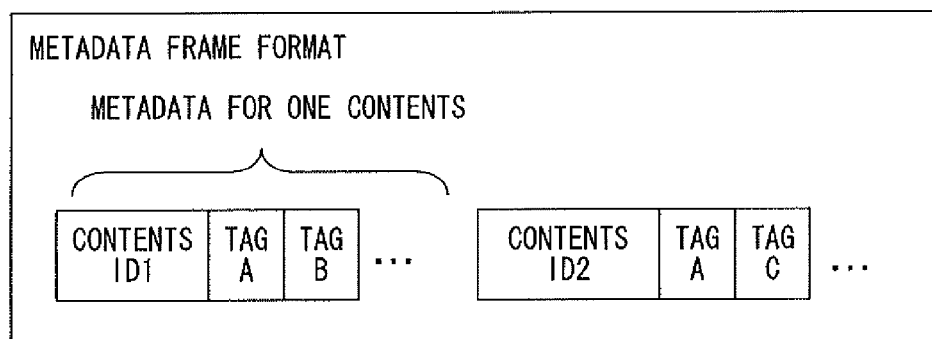 METADATA FRAME FORMAT
METADATA FOR ONE CONTENTS
CONTENTS ID1 TAG A TAG B ... CONTENTS ID2 TAG A TAG C ...